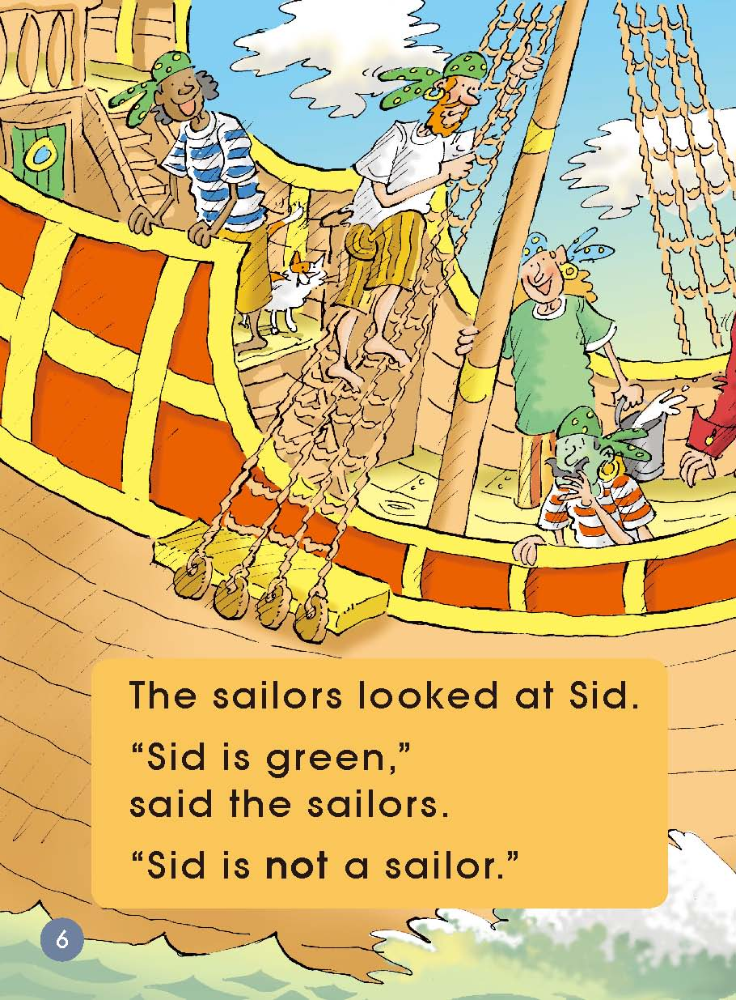 The sailors looked at Sid.
“Sid is green,”
said the sailors.
“Sid is not a sailor.”
6